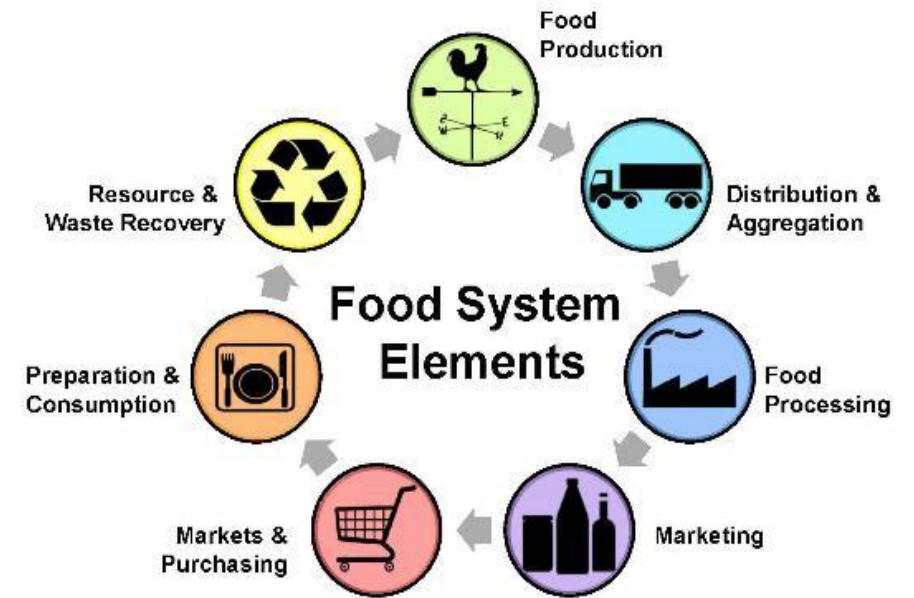 Food
Production
Distribution &
Aggregation
Food
Processing
Marketing
Markets &
Purchasing
Preparation &
Consumption
Resource &
Waste Recovery
Food System
Elements
S
E
W
N